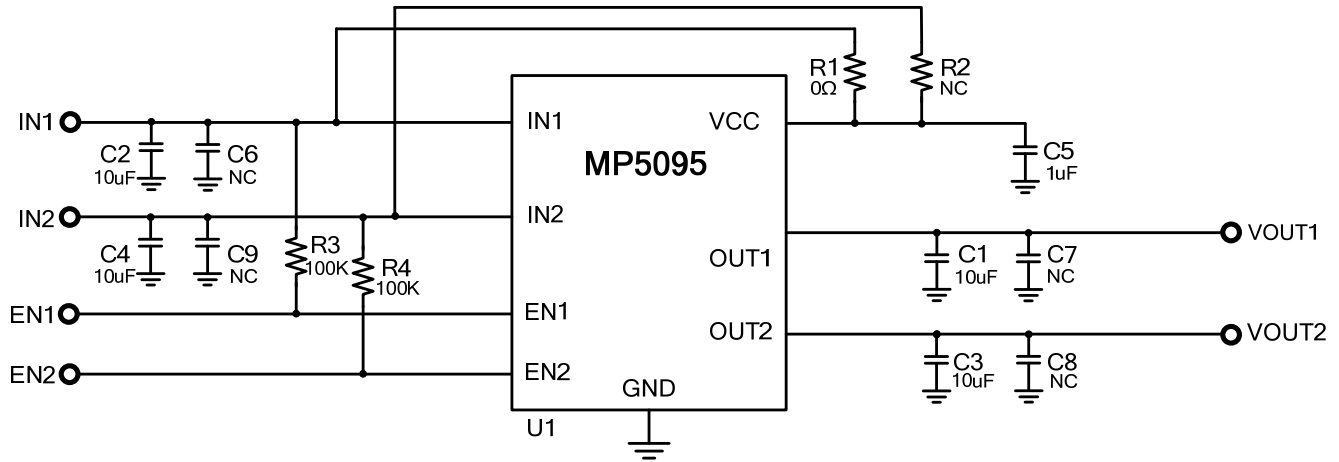 R1
0Ω
R2
NC
IN1
C2
10uF
C6
NC
IN1
VCC
MP5095
C5
1uF
IN2
C4
10uF
C9
NC
R3
100K
R4
100K
IN2
OUT1
C1
10uF
C7
NC
VOUT1
EN1
EN1
OUT2
C3
10uF
C8
NC
VOUT2
EN2
EN2
GND
U1